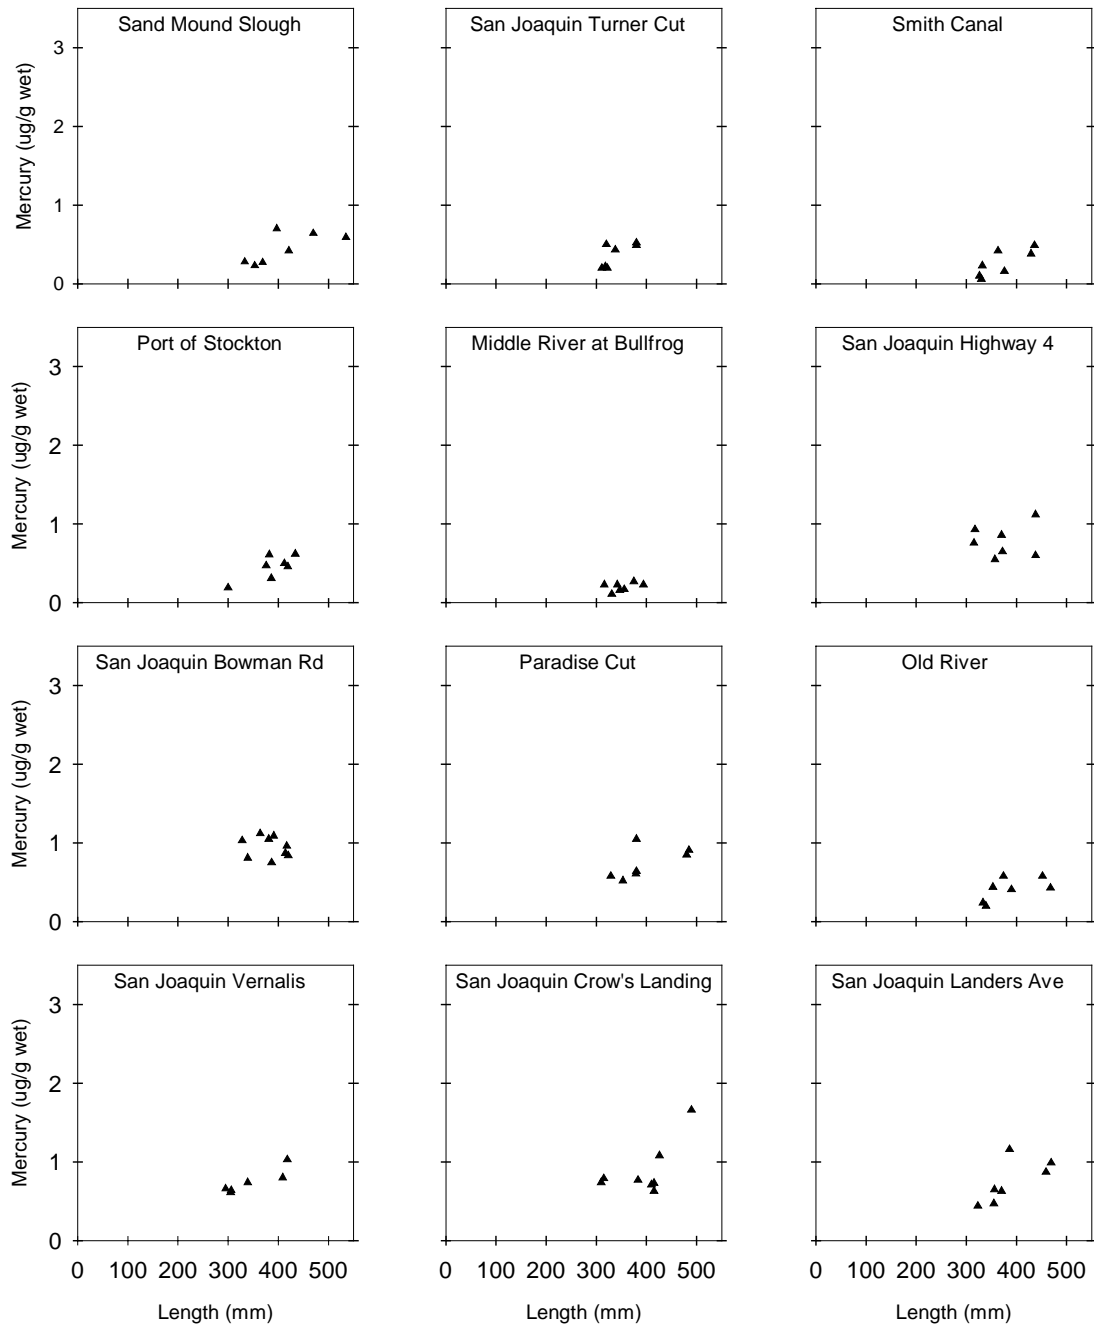 Sand Mound Slough
San Joaquin Turner Cut
Smith Canal
3
2
1
0
Mercury (ug/g wet)
Port of Stockton
Middle River at Bullfrog
San Joaquin Highway 4
3
2
1
0
Mercury (ug/g wet)
San Joaquin Bowman Rd
Paradise Cut
Old River
3
2
1
0
Mercury (ug/g wet)
San Joaquin Vernalis
San Joaquin Crow's Landing
San Joaquin Landers Ave
3
2
1
0
Mercury (ug/g wet)
0 100 200 300 400 500
0 100 200 300 400 500
0 100 200 300 400 500
Length (mm)
Length (mm)
Length (mm)